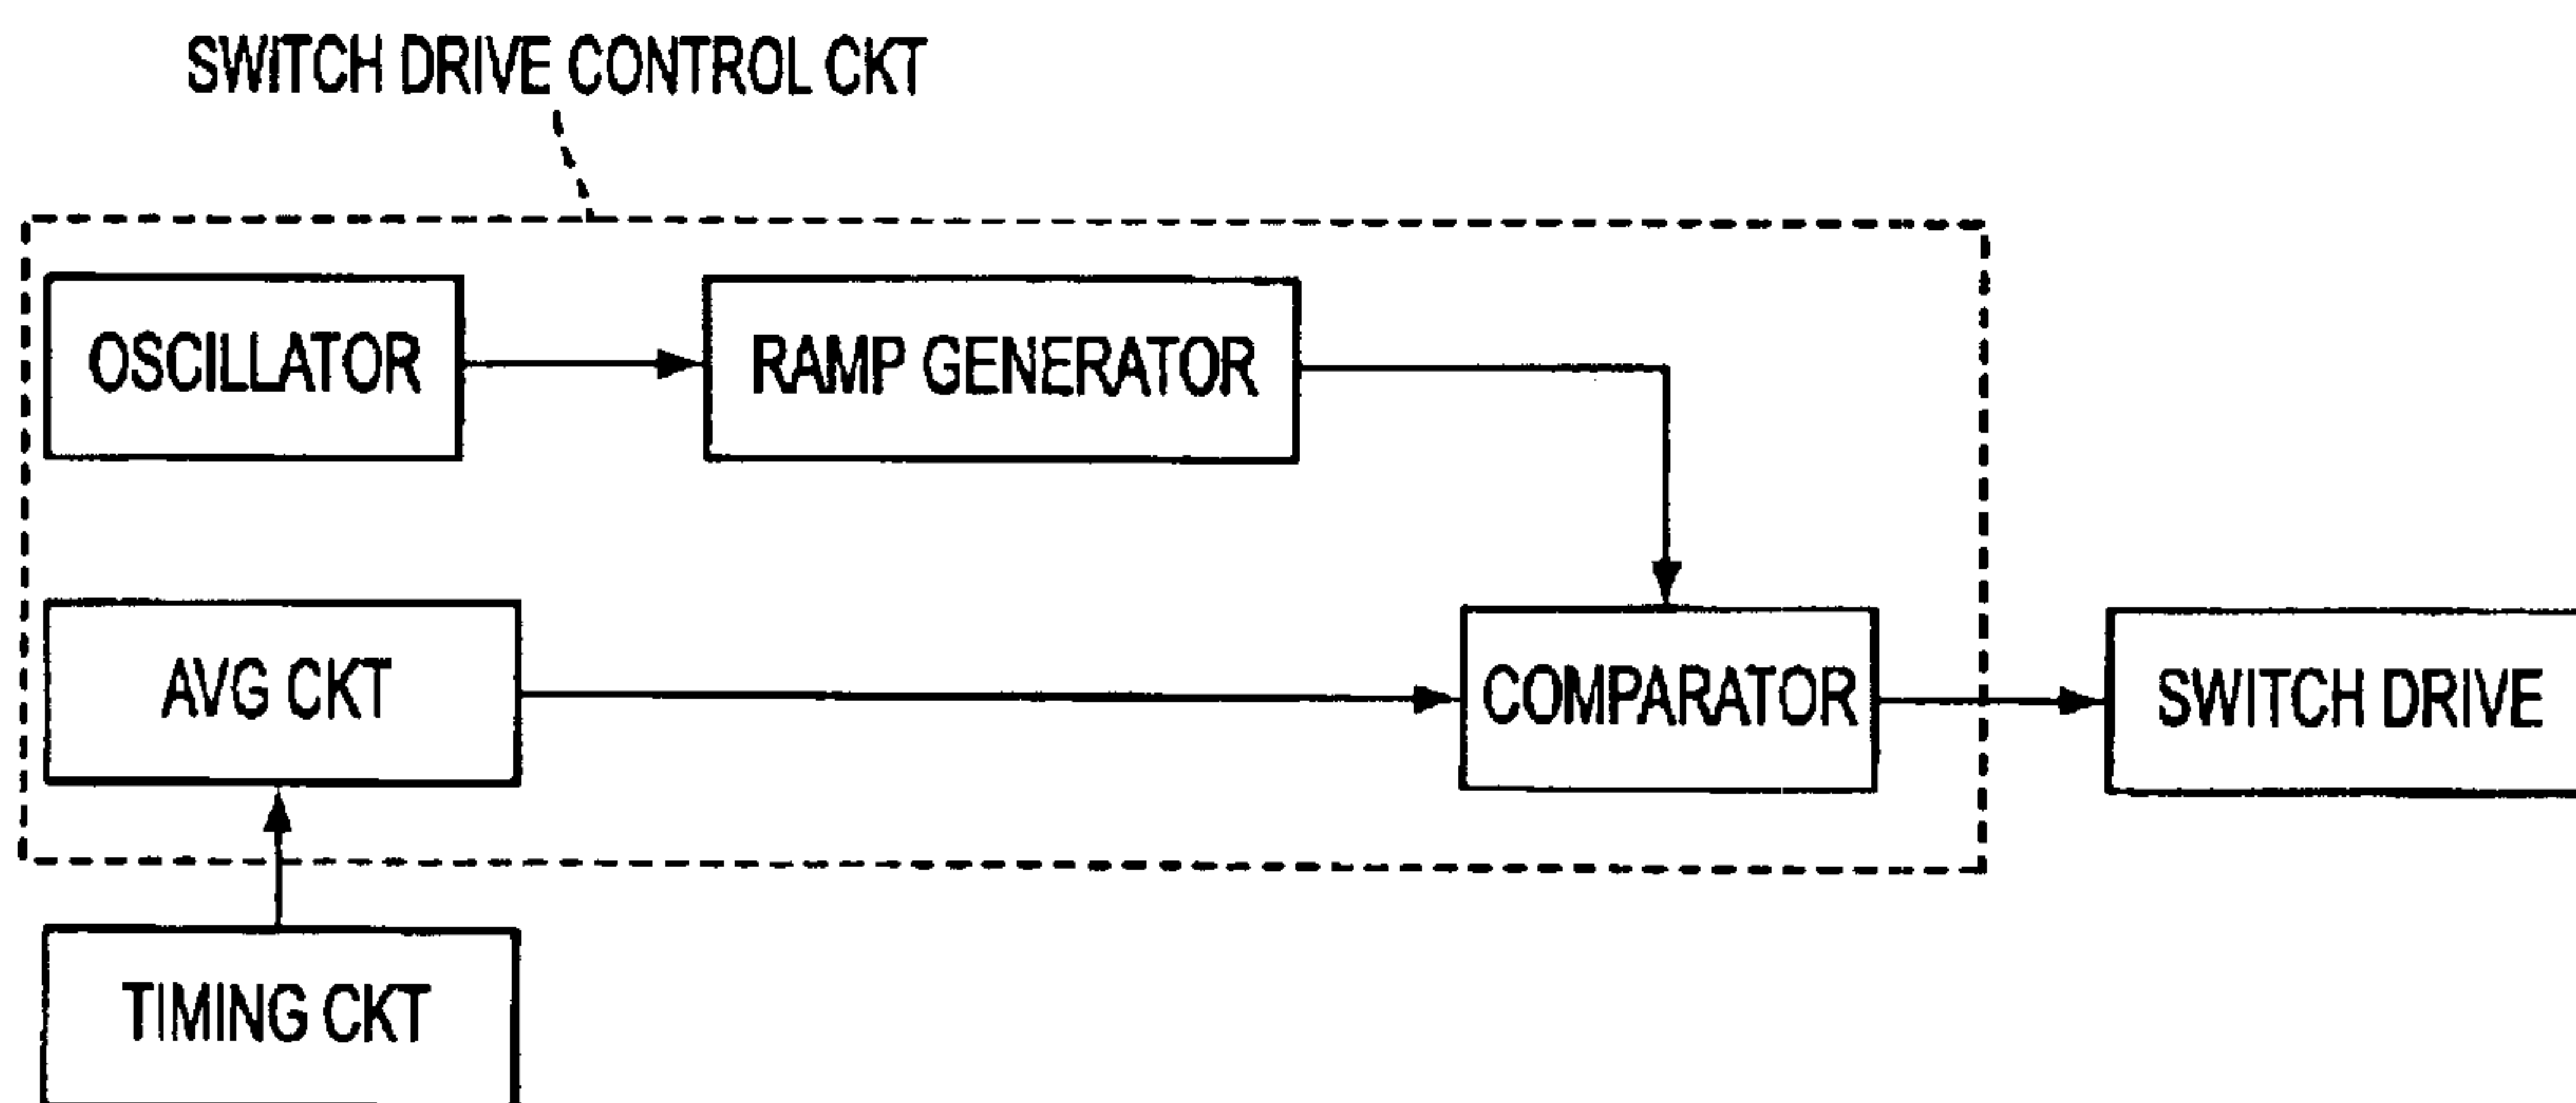 SWITCH DRIVE CONTROL CKT
OSCILLATOR
RAMP GENERATOR
AVG CKT
COMPARATOR
SWITCH DRIVE
TIMING CKT